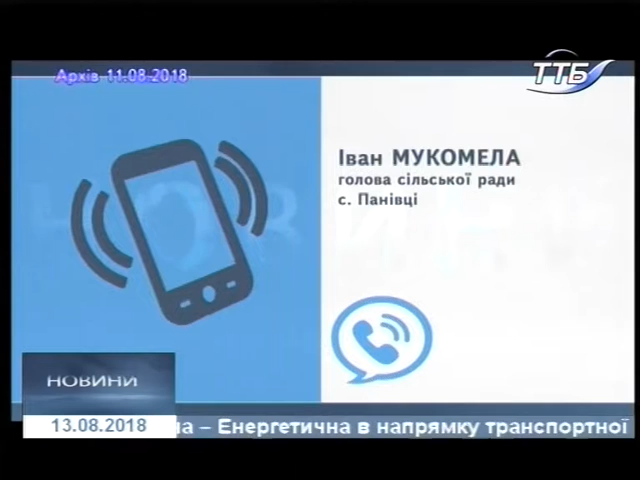 Архів 11.08.2018
ТТБ
Іван МУКОМЕЛА
голова сільської ради
с. Панівці
НОВИНИ
13.08.2018
– Енергетична в напрямку транспортної